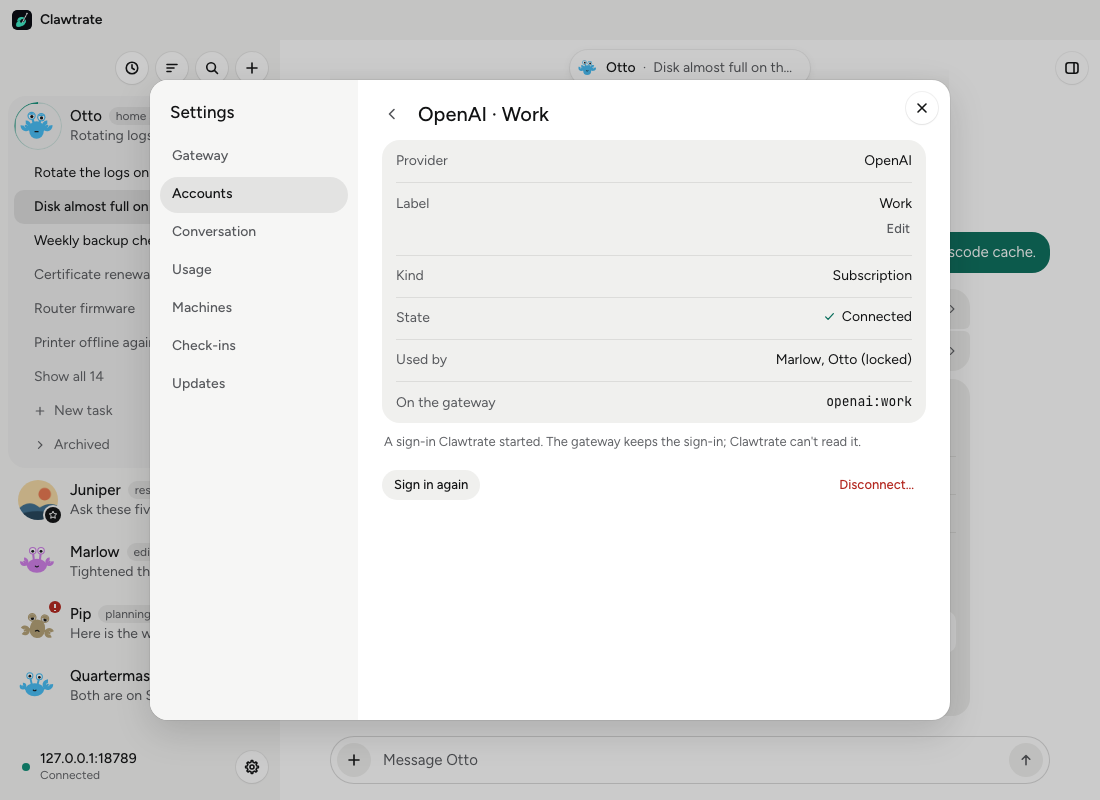 Clawtrate
Otto · Disk almost full on th...
Otto home
Rotating logs
Rotate the logs on
Disk almost full on
Weekly backup che
Certificate renewa
Router firmware
Printer offline agai
Show all 14
New task
Archived
Juniper res
Ask these fiv
Marlow edi
Tightened th
Pip planning
Here is the w
Quartermas
Both are on S
127.0.0.1:18789
Connected
Settings
Gateway
Accounts
Conversation
Usage
Machines
Check-ins
Updates
OpenAI · Work
Provider OpenAI
Label Work
Edit
Kind Subscription
State Connected
Used by Marlow, Otto (locked)
On the gateway openai:work
A sign-in Clawtrate started. The gateway keeps the sign-in; Clawtrate can't read it.
Sign in again Disconnect...
scode cache.
Message Otto